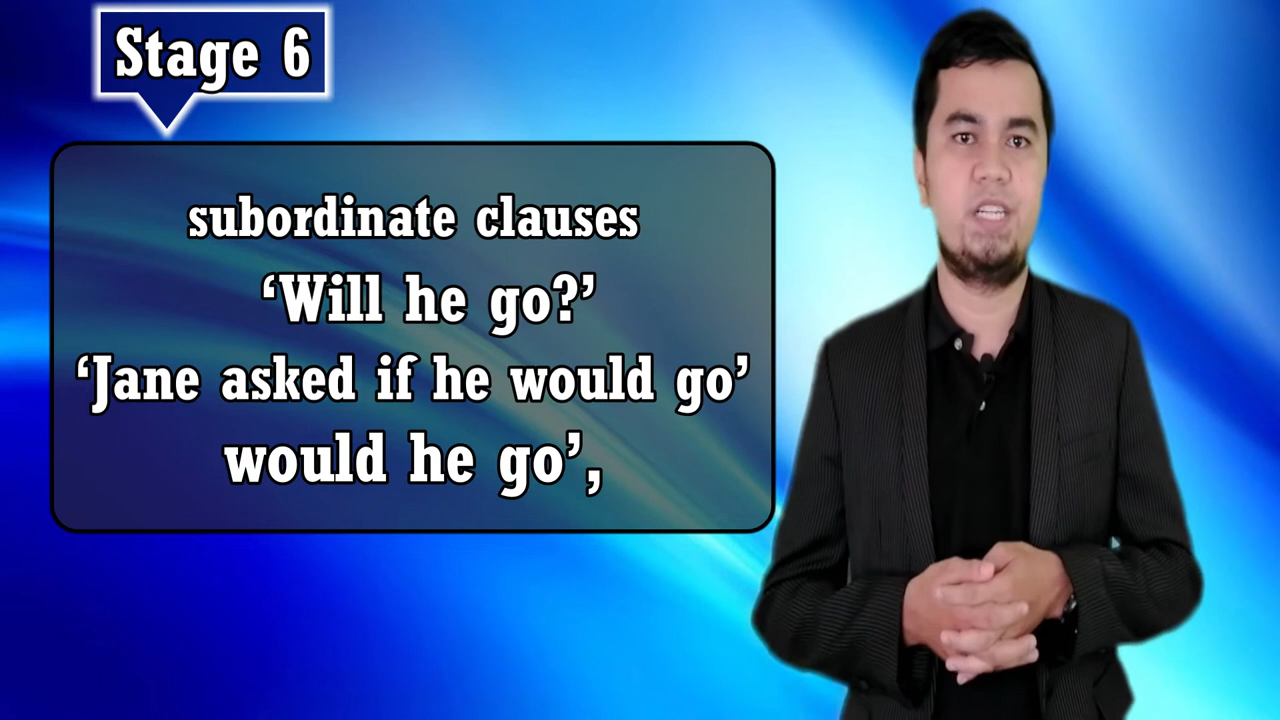 Stage 6
subordinate clauses
‘Will he go?’
‘Jane asked if he would go’
would he go’,